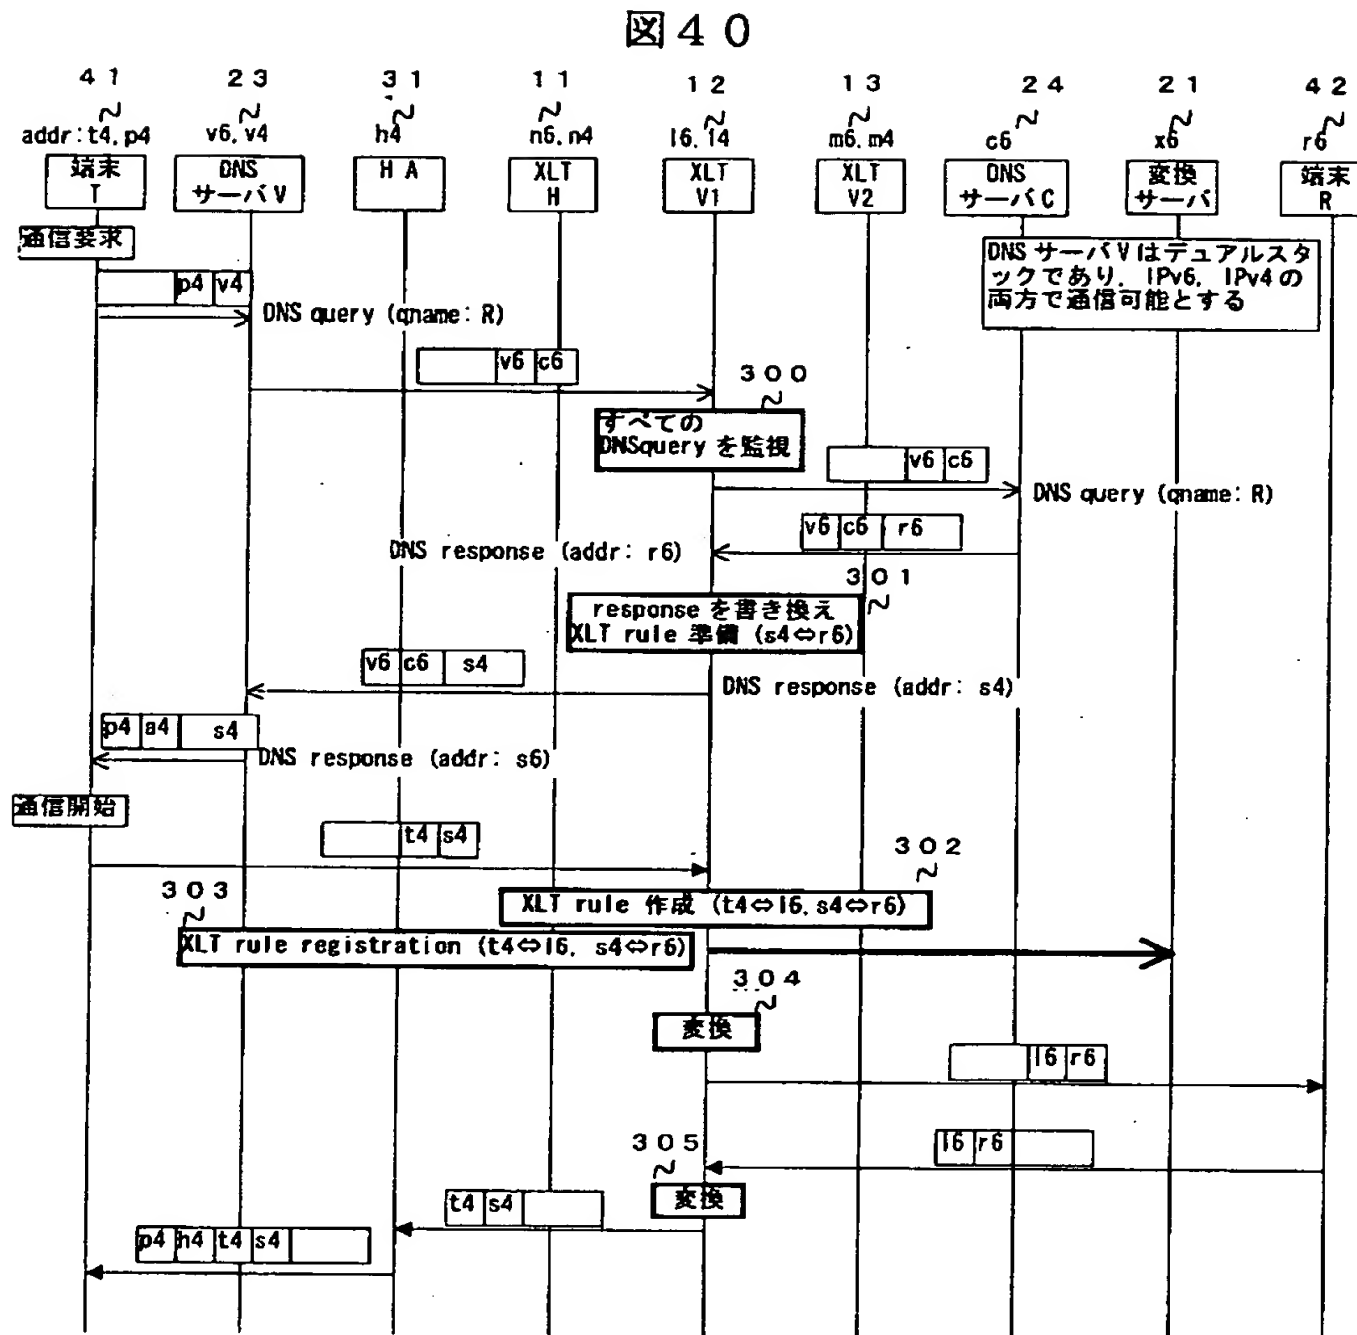 図40
41 23 31 11 12 13 24 21 42
addr:t4,p4 v6,v4 h4 n6,n4 l6,l4 m6,m4 c6 x6 r6
端末 DNS HA XLT XLT XLT DNS 変換 端末
T サーバV H V1 V2 サーバC サーバ R
通信要求
DNSサーバVはデュアルスタ
ックであり、IPv6、IPv4の
両方で通信可能とする
p4 v4
DNS query (qname: R)
v6 c6
300
すべての
DNSqueryを監視
v6 c6
DNS query (qname: R)
v6 c6 r6
DNS response (addr: r6)
301
responseを書き換え
XLT rule 準備 (s4⇔r6)
v6 c6 s4
DNS response (addr: s4)
p4 a4 s4
DNS response (addr: s6)
通信開始
t4 s4
302
XLT rule 作成 (t4⇔l6, s4⇔r6)
303
XLT rule registration (t4⇔l6, s4⇔r6)
304
変換
l6 r6
305
l6 r6
変換
t4 s4
p4 h4 t4 s4